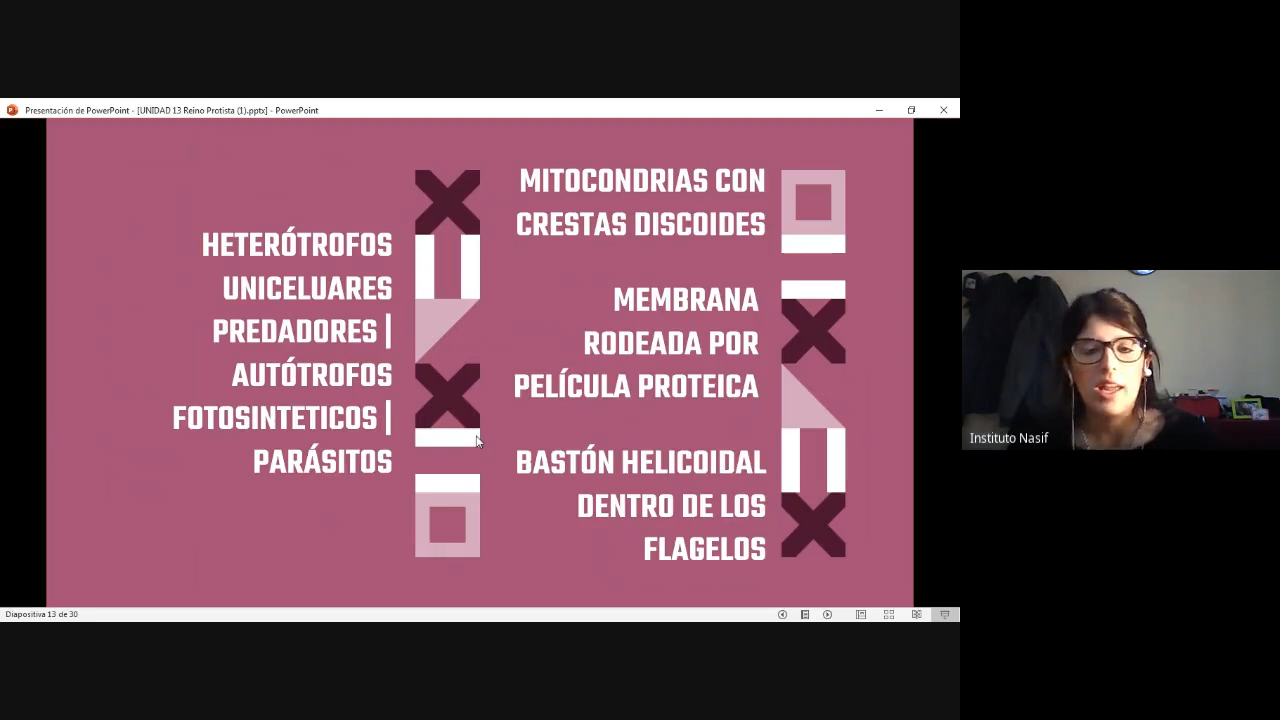 Presentación de PowerPoint - [UNIDAD 13 Reino Protista (1).pptx] - PowerPoint
HETERÓTROFOS
UNICELUARES
PREDADORES |
AUTÓTROFOS
FOTOSINTETICOS |
PARÁSITOS
MITOCONDRIAS CON
CRESTAS DISCOIDES
MEMBRANA
RODEADA POR
PELÍCULA PROTEICA
BASTÓN HELICOIDAL
DENTRO DE LOS
FLAGELOS
Instituto Nasif
Diapositiva 13 de 30